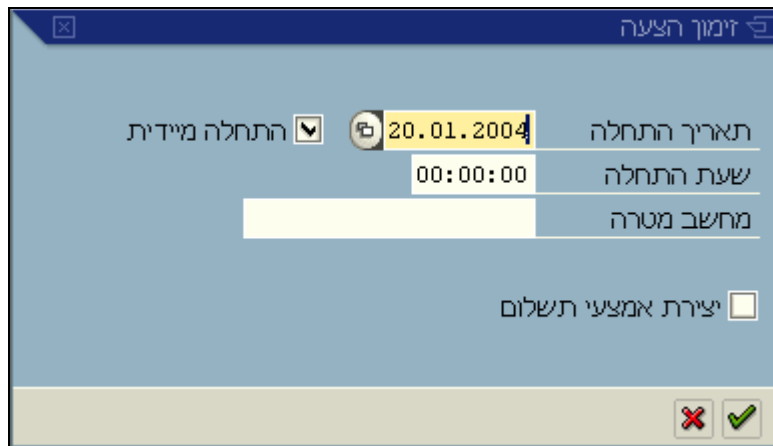 זימון הצעה
תאריך התחלה 20.01.2004 התחלה מיידית
שעת התחלה 00:00:00
מחשב מטרה
יצירת אמצעי תשלום